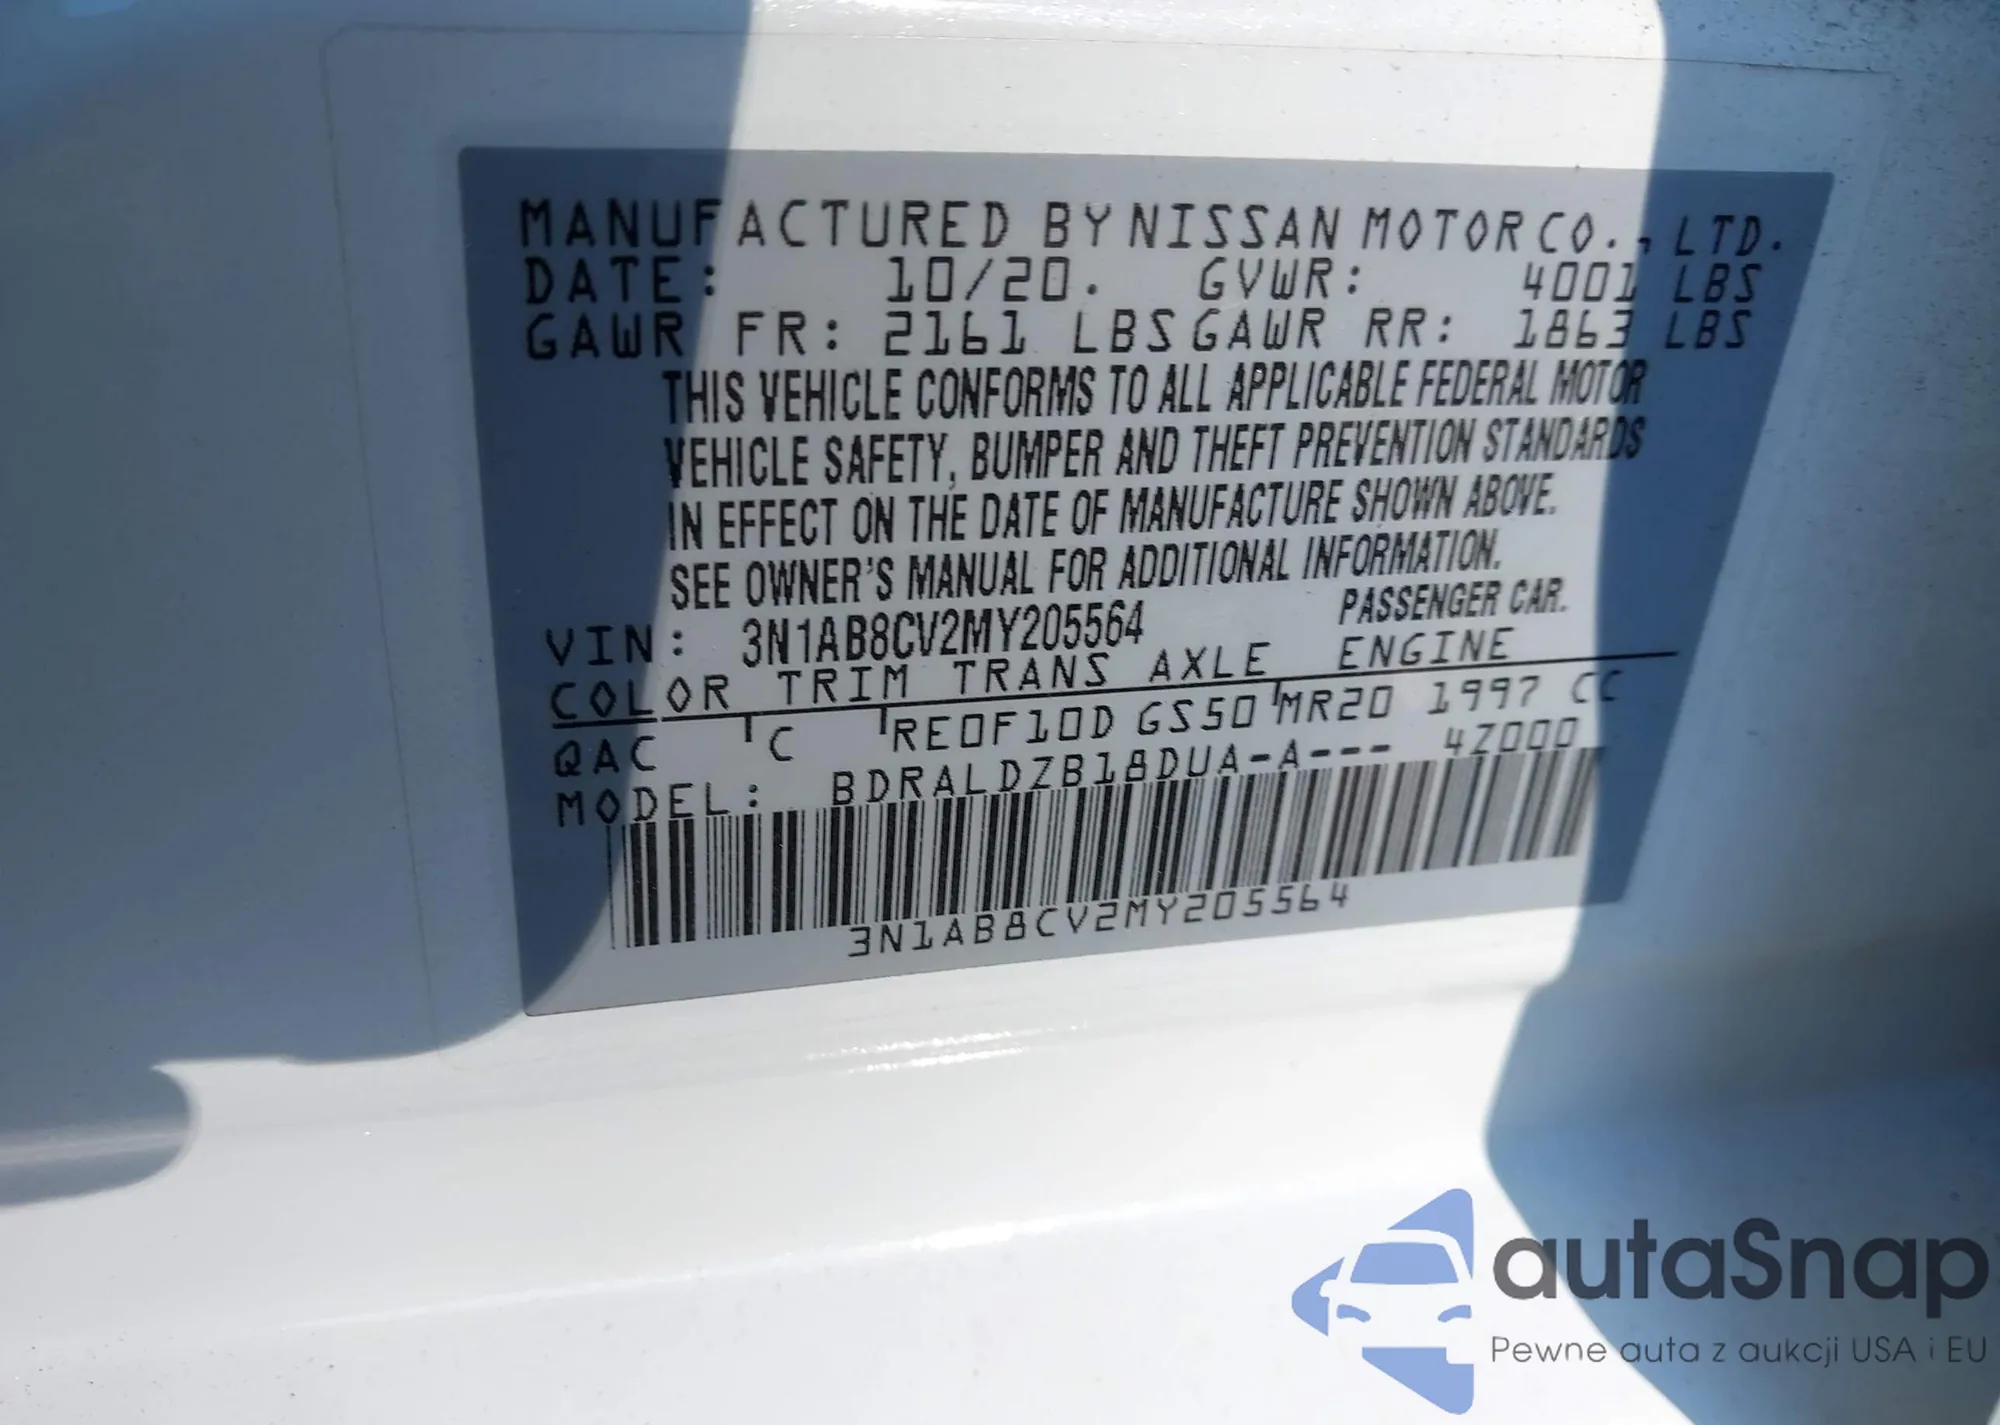 MANUFACTURED BY NISSAN MOTOR CO., LTD.
DATE: 10/20. GVWR: 4001 LBS
GAWR FR: 2161 LBS GAWR RR: 1863 LBS
THIS VEHICLE CONFORMS TO ALL APPLICABLE FEDERAL MOTOR
VEHICLE SAFETY, BUMPER AND THEFT PREVENTION STANDARDS
IN EFFECT ON THE DATE OF MANUFACTURE SHOWN ABOVE.
SEE OWNER'S MANUAL FOR ADDITIONAL INFORMATION.
VIN: 3N1AB8CV2MY205564 PASSENGER CAR.
COLOR TRIM TRANS AXLE ENGINE
QAC C RE0F10D GS50 MR20 1997 CC
MODEL: BDRALDZB18DUA-A--- 4Z000
3N1AB8CV2MY205564
autaSnap
Pewne auta z aukcji USA i EU